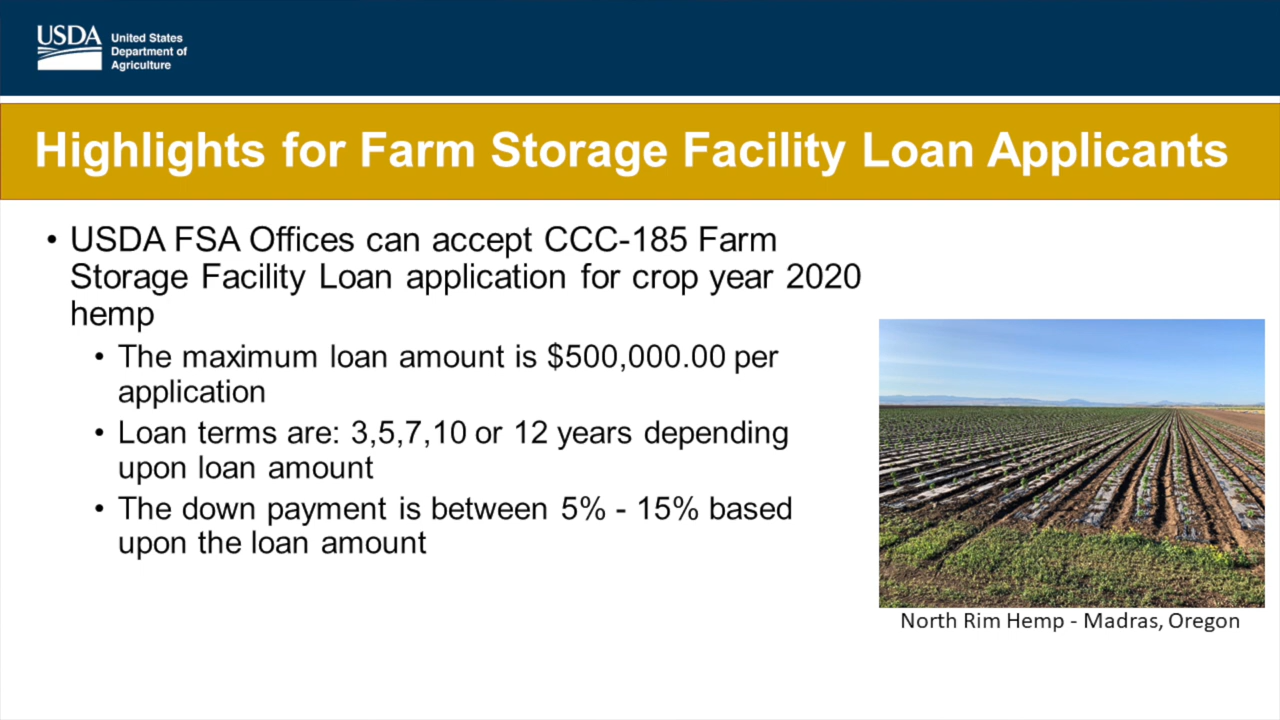 USDA
United States
Department of
Agriculture
Highlights for Farm Storage Facility Loan Applicants
• USDA FSA Offices can accept CCC-185 Farm
Storage Facility Loan application for crop year 2020
hemp
• The maximum loan amount is $500,000.00 per
application
• Loan terms are: 3,5,7,10 or 12 years depending
upon loan amount
• The down payment is between 5% - 15% based
upon the loan amount
North Rim Hemp - Madras, Oregon